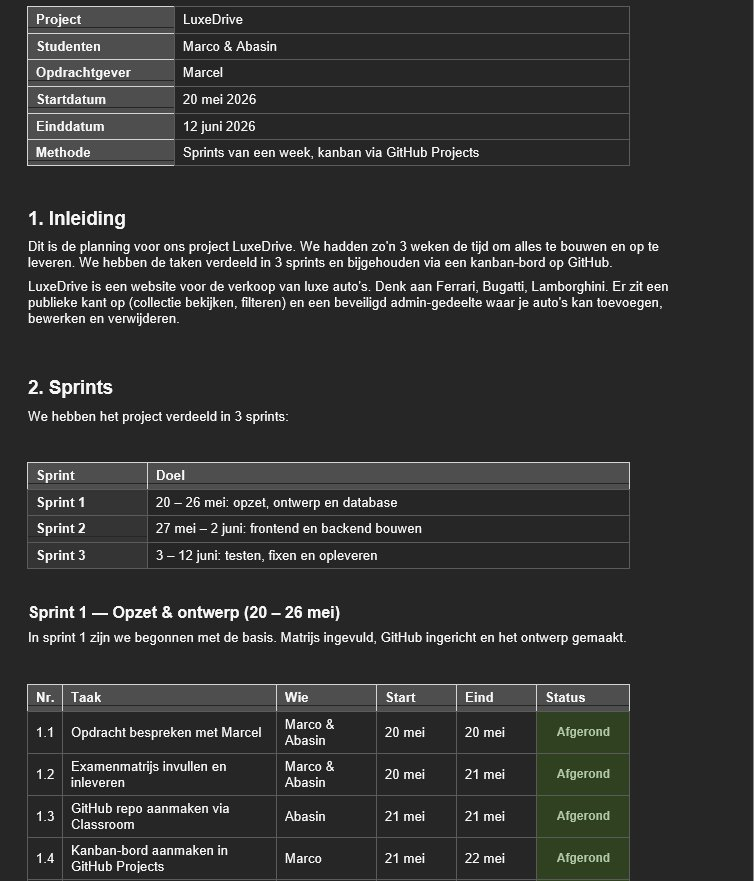 Project LuxeDrive
Studenten Marco & Abasin
Opdrachtgever Marcel
Startdatum 20 mei 2026
Einddatum 12 juni 2026
Methode Sprints van een week, kanban via GitHub Projects
1. Inleiding
Dit is de planning voor ons project LuxeDrive. We hadden zo'n 3 weken de tijd om alles te bouwen en op te
leveren. We hebben de taken verdeeld in 3 sprints en bijgehouden via een kanban-bord op GitHub.
LuxeDrive is een website voor de verkoop van luxe auto's. Denk aan Ferrari, Bugatti, Lamborghini. Er zit een
publieke kant op (collectie bekijken, filteren) en een beveiligd admin-gedeelte waar je auto's kan toevoegen,
bewerken en verwijderen.
2. Sprints
We hebben het project verdeeld in 3 sprints:
Sprint Doel
Sprint 1 20 – 26 mei: opzet, ontwerp en database
Sprint 2 27 mei – 2 juni: frontend en backend bouwen
Sprint 3 3 – 12 juni: testen, fixen en opleveren
Sprint 1 — Opzet & ontwerp (20 – 26 mei)
In sprint 1 zijn we begonnen met de basis. Matrijs ingevuld, GitHub ingericht en het ontwerp gemaakt.
Nr. Taak Wie Start Eind Status
1.1 Opdracht bespreken met Marcel Marco & Abasin 20 mei 20 mei Afgerond
1.2 Examenmatrijs invullen en inleveren Marco & Abasin 20 mei 21 mei Afgerond
1.3 GitHub repo aanmaken via Classroom Abasin 21 mei 21 mei Afgerond
1.4 Kanban-bord aanmaken in GitHub Projects Marco 21 mei 22 mei Afgerond